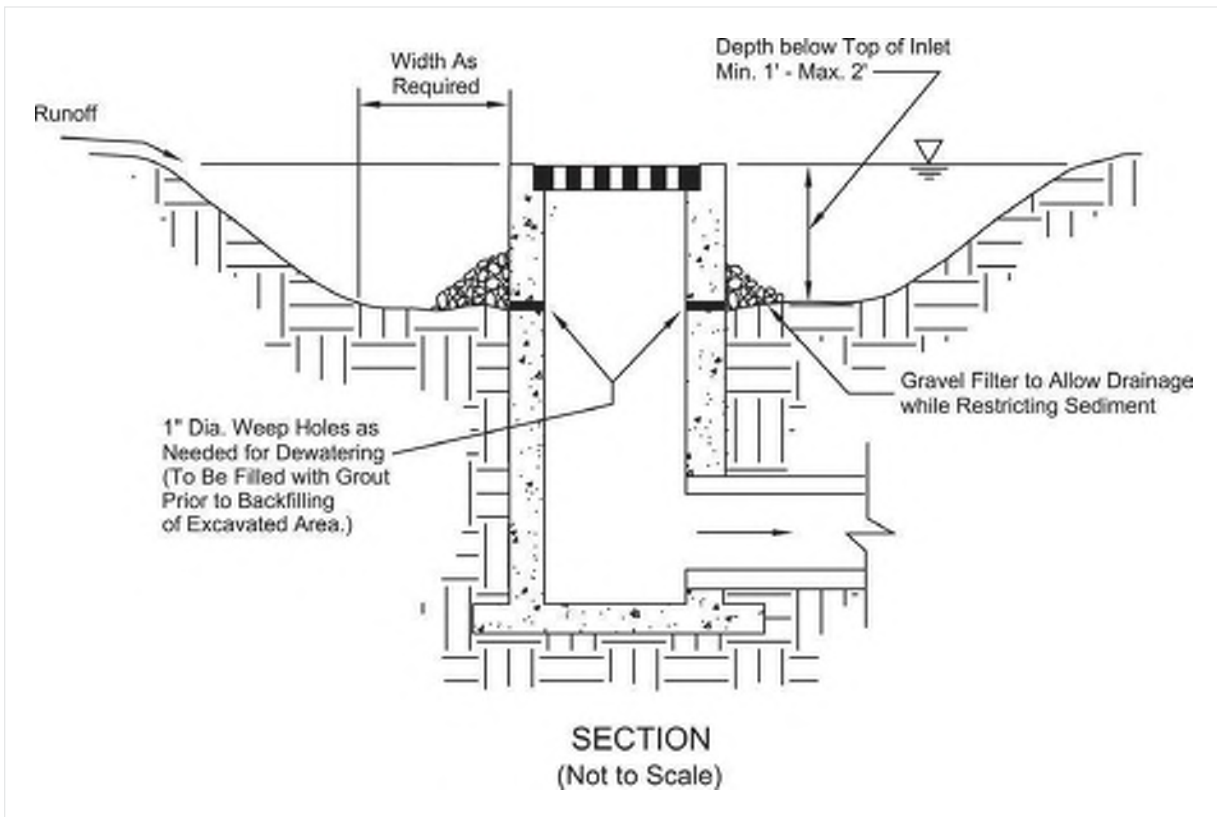 Depth below Top of Inlet
Min. 1' - Max. 2'
Width As
Required
Runoff
Gravel Filter to Allow Drainage
while Restricting Sediment
1" Dia. Weep Holes as
Needed for Dewatering
(To Be Filled with Grout
Prior to Backfilling
of Excavated Area.)
SECTION
(Not to Scale)